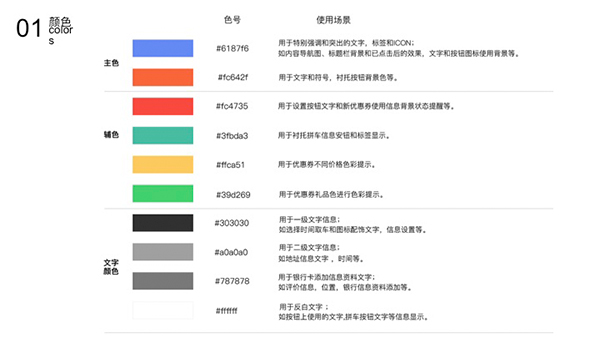 01 颜色
colors
色号 使用场景
主色
#6187f6 用于特别强调和突出的文字，标签和ICON；
如内容导航图、标题栏背景和已点击后的效果，文字和按钮图标使用背景等。
#fc642f 用于文字和符号，衬托按钮背景色等。
辅色
#fc4735 用于设置按钮文字和新优惠券使用信息背景状态提醒等。
#3fbda3 用于衬托拼车信息安钮和标签显示。
#ffca51 用于优惠券不同价格色彩提示。
#39d269 用于优惠券礼品色进行色彩提示。
文字
颜色
#303030 用于一级文字信息；
如选择时间取车和图标配饰文字，信息设置等。
#a0a0a0 用于二级文字信息；
如地址信息文字 ，时间等。
#787878 用于银行卡添加信息资料文字；
如评价信息，位置，银行信息资料添加等。
#ffffff 用于反白文字；
如按钮上使用的文字,拼车按钮文字等信息显示。